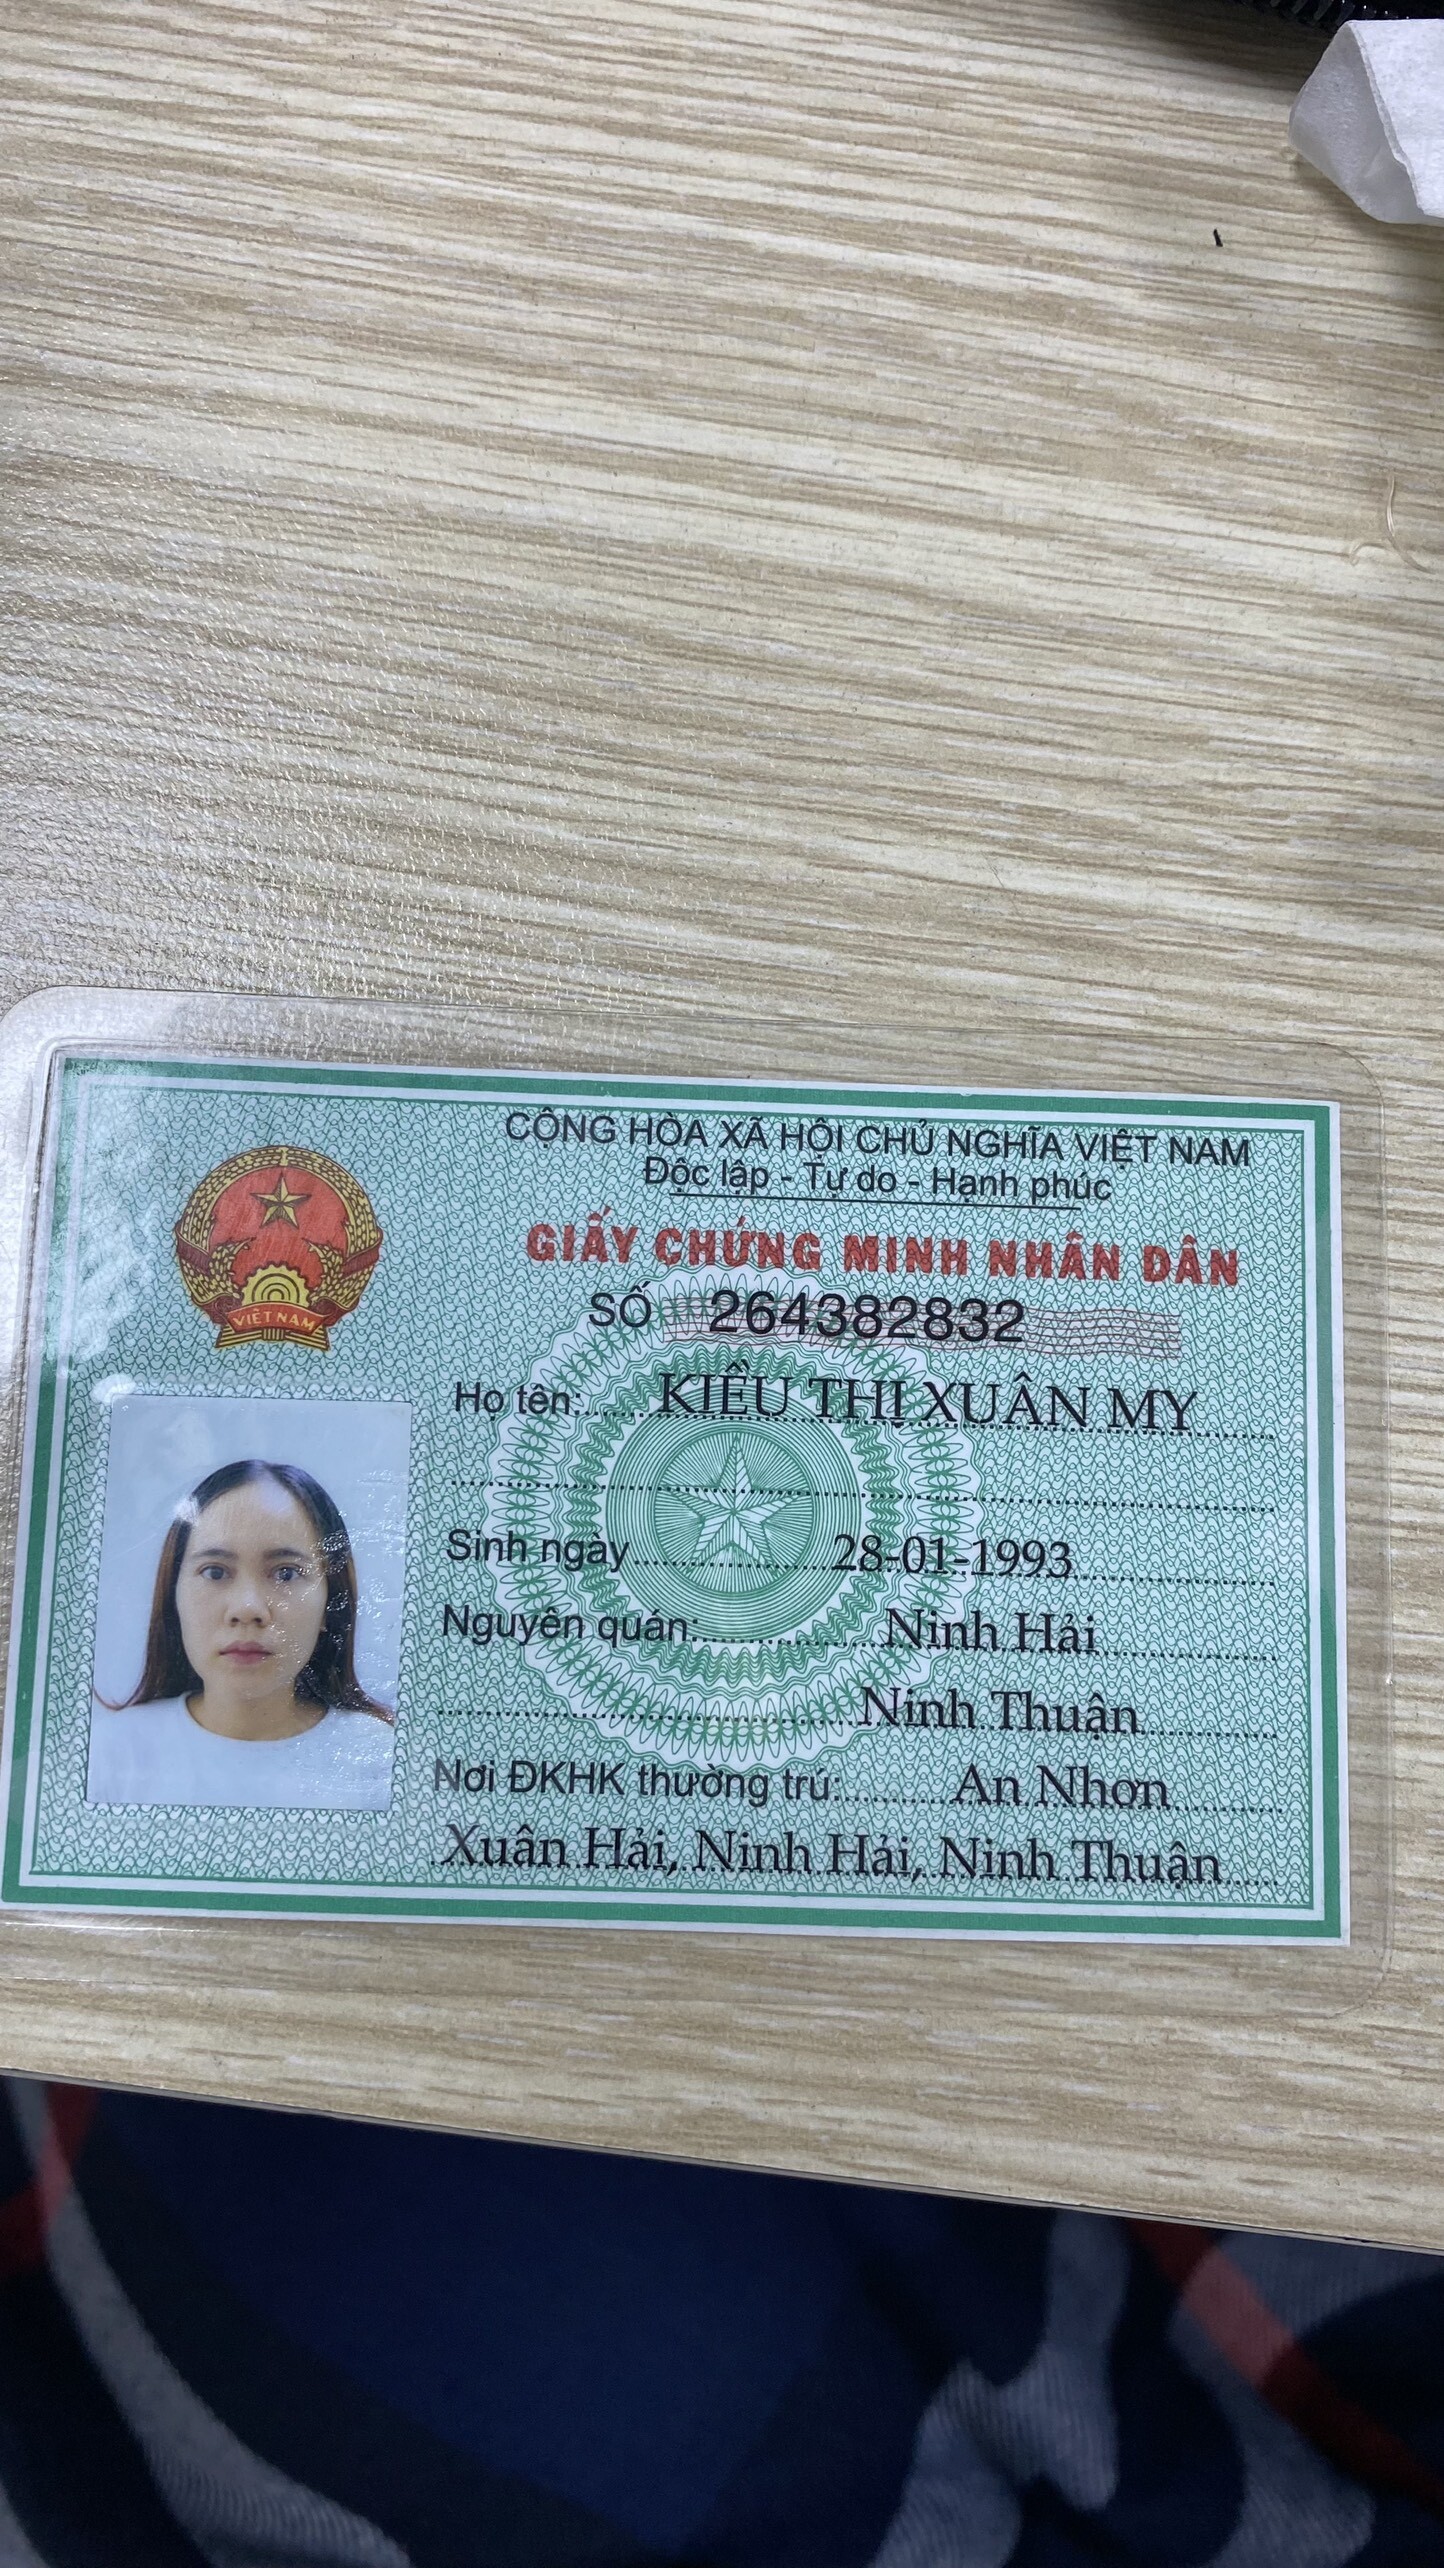 CỘNG HÒA XÃ HỘI CHỦ NGHĨA VIỆT NAM
Độc lập - Tự do - Hạnh phúc
GIẤY CHỨNG MINH NHÂN DÂN
SỐ 264382832
VIỆT NAM
Họ tên: KIỀU THỊ XUÂN MY
Sinh ngày 28-01-1993
Nguyên quán: Ninh Hải
Ninh Thuận
Nơi ĐKHK thường trú: An Nhơn
Xuân Hải, Ninh Hải, Ninh Thuận